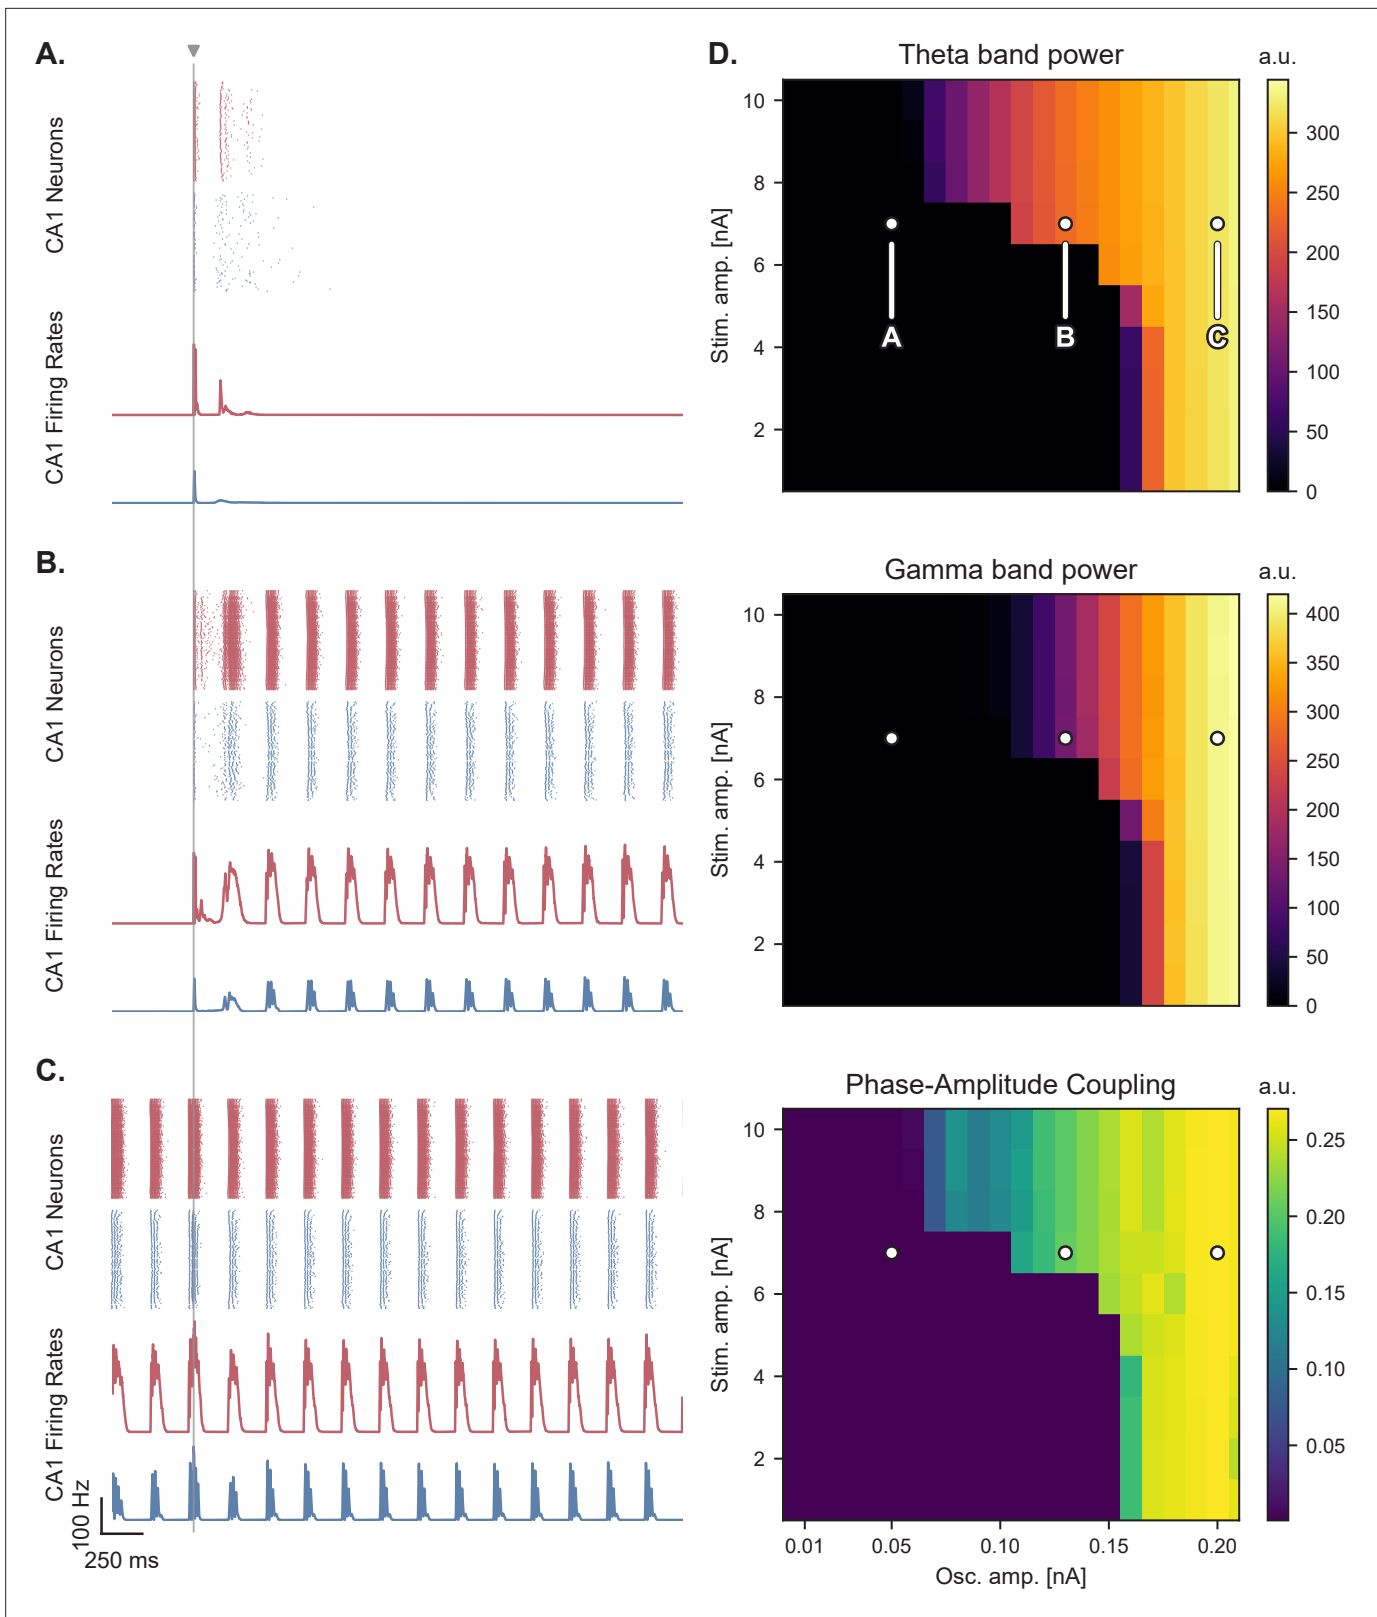 A.
CA1 Neurons
CA1 Firing Rates
B.
CA1 Neurons
CA1 Firing Rates
C.
CA1 Neurons
CA1 Firing Rates
100 Hz
250 ms
D.
Theta band power
a.u.
Stim. amp. [nA]
10
8
6
4
2
A
B
C
300
250
200
150
100
50
0
Gamma band power
a.u.
Stim. amp. [nA]
10
8
6
4
2
400
350
300
250
200
150
100
50
0
Phase-Amplitude Coupling
a.u.
Stim. amp. [nA]
10
8
6
4
2
0.25
0.20
0.15
0.10
0.05
0.01
0.05
0.10
0.15
0.20
Osc. amp. [nA]